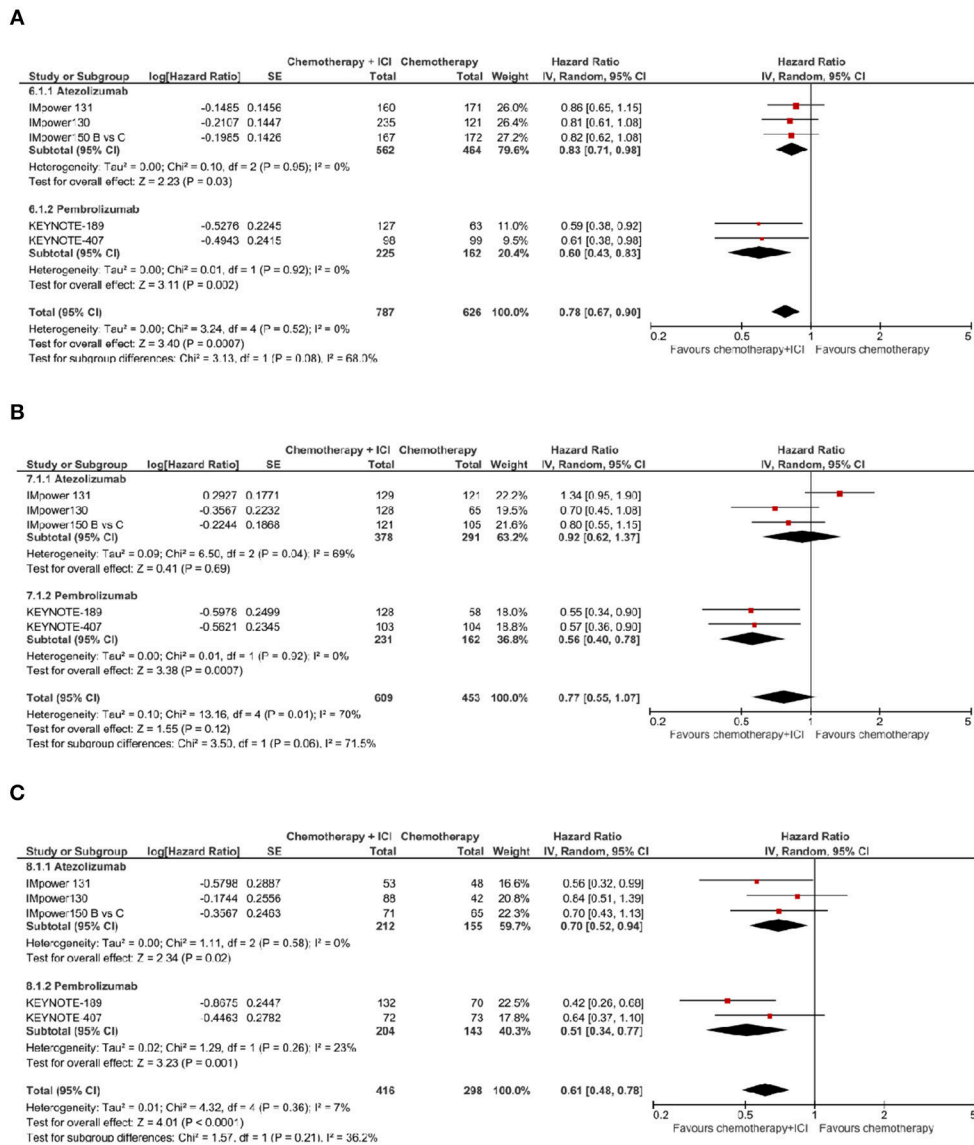 A
Chemotherapy + ICI Chemotherapy Hazard Ratio Hazard Ratio
Study or Subgroup log[Hazard Ratio] SE Total Total Weight IV, Random, 95% CI IV, Random, 95% CI
6.1.1 Atezolizumab
IMpower 131 -0.1485 0.1456 160 171 26.0% 0.86 [0.65, 1.15]
IMpower130 -0.2107 0.1447 235 121 26.4% 0.81 [0.61, 1.08]
IMpower150 B vs C -0.1985 0.1426 167 172 27.2% 0.82 [0.62, 1.08]
Subtotal (95% CI) 562 464 79.6% 0.83 [0.71, 0.98]
Heterogeneity: Tau² = 0.00; Chi² = 0.10, df = 2 (P = 0.95); I² = 0%
Test for overall effect: Z = 2.23 (P = 0.03)
6.1.2 Pembrolizumab
KEYNOTE-189 -0.5276 0.2245 127 63 11.0% 0.59 [0.38, 0.92]
KEYNOTE-407 -0.4943 0.2415 98 99 9.5% 0.61 [0.38, 0.98]
Subtotal (95% CI) 225 162 20.4% 0.60 [0.43, 0.83]
Heterogeneity: Tau² = 0.00; Chi² = 0.01, df = 1 (P = 0.92); I² = 0%
Test for overall effect: Z = 3.11 (P = 0.002)
Total (95% CI) 787 626 100.0% 0.78 [0.67, 0.90]
Heterogeneity: Tau² = 0.00; Chi² = 3.24, df = 4 (P = 0.52); I² = 0%
Test for overall effect: Z = 3.40 (P = 0.0007)
Test for subgroup differences: Chi² = 3.13, df = 1 (P = 0.08), I² = 68.0%
0.2 0.5 1 2 5
Favours chemotherapy+ICI Favours chemotherapy
B
Chemotherapy + ICI Chemotherapy Hazard Ratio Hazard Ratio
Study or Subgroup log[Hazard Ratio] SE Total Total Weight IV, Random, 95% CI IV, Random, 95% CI
7.1.1 Atezolizumab
IMpower 131 0.2927 0.1771 129 121 22.2% 1.34 [0.95, 1.90]
IMpower130 -0.3567 0.2232 128 65 19.5% 0.70 [0.45, 1.08]
IMpower150 B vs C -0.2244 0.1868 121 105 21.6% 0.80 [0.55, 1.15]
Subtotal (95% CI) 378 291 63.2% 0.92 [0.62, 1.37]
Heterogeneity: Tau² = 0.09; Chi² = 6.50, df = 2 (P = 0.04); I² = 69%
Test for overall effect: Z = 0.41 (P = 0.69)
7.1.2 Pembrolizumab
KEYNOTE-189 -0.5978 0.2499 128 58 18.0% 0.55 [0.34, 0.90]
KEYNOTE-407 -0.5621 0.2345 103 104 18.8% 0.57 [0.36, 0.90]
Subtotal (95% CI) 231 162 36.8% 0.56 [0.40, 0.78]
Heterogeneity: Tau² = 0.00; Chi² = 0.01, df = 1 (P = 0.92); I² = 0%
Test for overall effect: Z = 3.38 (P = 0.0007)
Total (95% CI) 609 453 100.0% 0.77 [0.55, 1.07]
Heterogeneity: Tau² = 0.10; Chi² = 13.16, df = 4 (P = 0.01); I² = 70%
Test for overall effect: Z = 1.55 (P = 0.12)
Test for subgroup differences: Chi² = 3.50, df = 1 (P = 0.06), I² = 71.5%
0.2 0.5 1 2 5
Favours chemotherapy+ICI Favours chemotherapy
C
Chemotherapy + ICI Chemotherapy Hazard Ratio Hazard Ratio
Study or Subgroup log[Hazard Ratio] SE Total Total Weight IV, Random, 95% CI IV, Random, 95% CI
8.1.1 Atezolizumab
IMpower 131 -0.5798 0.2887 53 48 16.6% 0.56 [0.32, 0.99]
IMpower130 -0.1744 0.2556 88 42 20.8% 0.84 [0.51, 1.39]
IMpower150 B vs C -0.3567 0.2463 71 65 22.3% 0.70 [0.43, 1.13]
Subtotal (95% CI) 212 155 59.7% 0.70 [0.52, 0.94]
Heterogeneity: Tau² = 0.00; Chi² = 1.11, df = 2 (P = 0.58); I² = 0%
Test for overall effect: Z = 2.34 (P = 0.02)
8.1.2 Pembrolizumab
KEYNOTE-189 -0.8675 0.2447 132 70 22.5% 0.42 [0.26, 0.68]
KEYNOTE-407 -0.4463 0.2782 72 73 17.8% 0.64 [0.37, 1.10]
Subtotal (95% CI) 204 143 40.3% 0.51 [0.34, 0.77]
Heterogeneity: Tau² = 0.02; Chi² = 1.29, df = 1 (P = 0.26); I² = 23%
Test for overall effect: Z = 3.23 (P = 0.001)
Total (95% CI) 416 298 100.0% 0.61 [0.48, 0.78]
Heterogeneity: Tau² = 0.01; Chi² = 4.32, df = 4 (P = 0.36); I² = 7%
Test for overall effect: Z = 4.01 (P < 0.0001)
Test for subgroup differences: Chi² = 1.57, df = 1 (P = 0.21), I² = 36.2%
0.2 0.5 1 2 5
Favours chemotherapy+ICI Favours chemotherapy